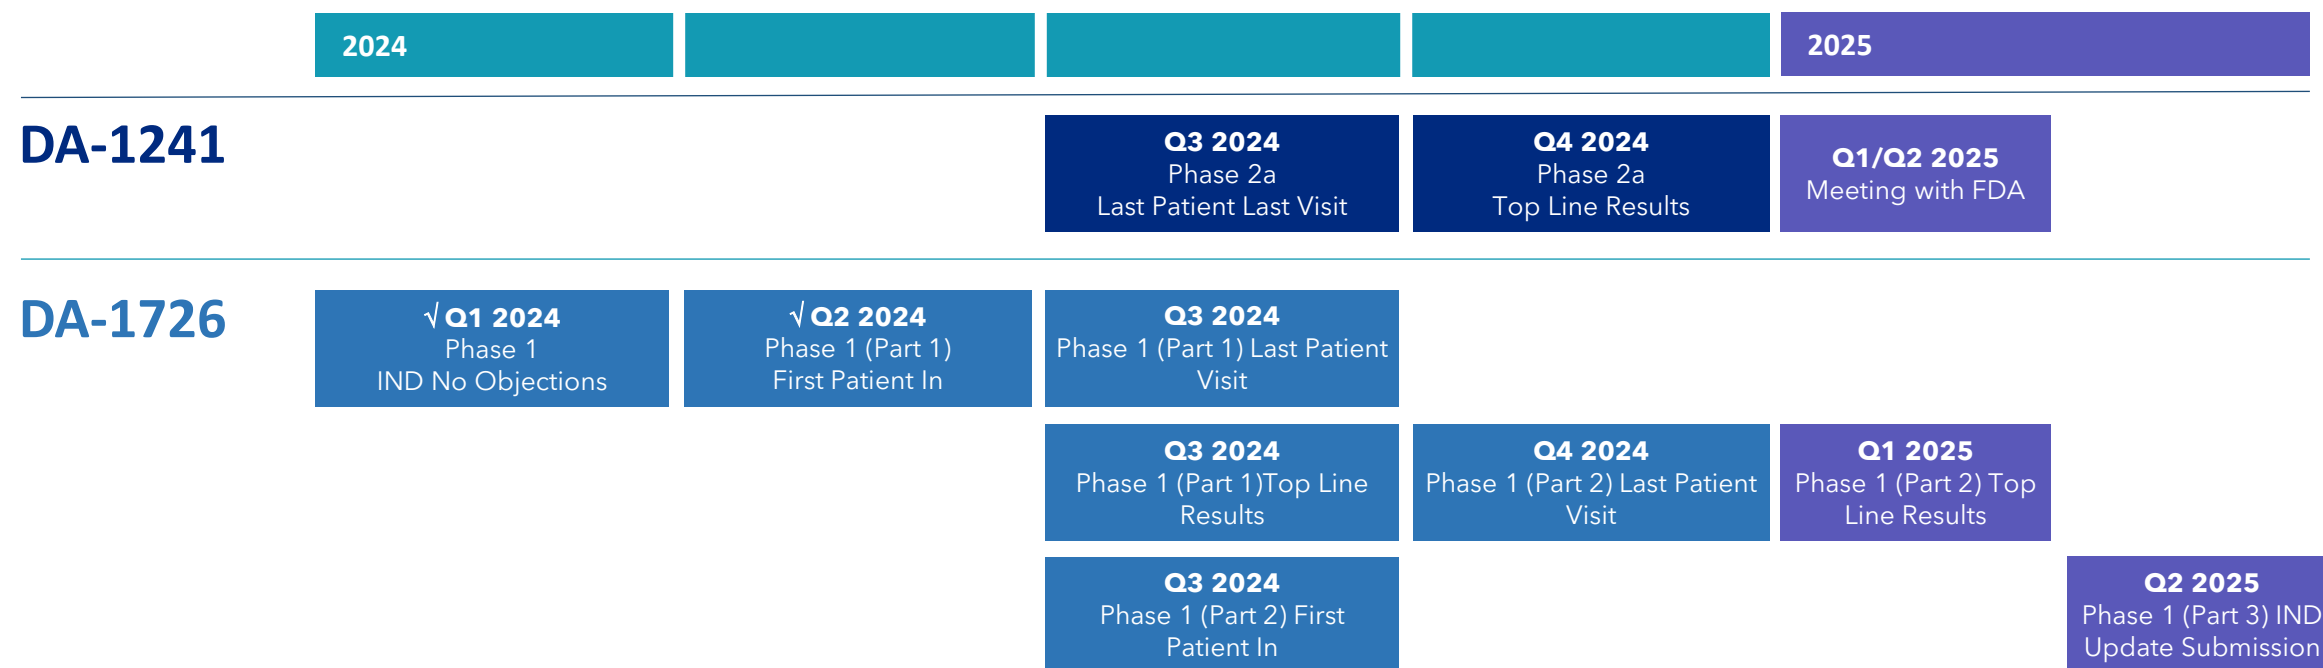 2024
2025
DA-1241
Q3 2024
Phase 2a
Last Patient Last Visit
Q4 2024
Phase 2a
Top Line Results
Q1/Q2 2025
Meeting with FDA
DA-1726
√ Q1 2024
Phase 1
IND No Objections
√ Q2 2024
Phase 1 (Part 1)
First Patient In
Q3 2024
Phase 1 (Part 1) Last Patient
Visit
Q3 2024
Phase 1 (Part 1)Top Line
Results
Q4 2024
Phase 1 (Part 2) Last Patient
Visit
Q1 2025
Phase 1 (Part 2) Top
Line Results
Q3 2024
Phase 1 (Part 2) First
Patient In
Q2 2025
Phase 1 (Part 3) IND
Update Submission